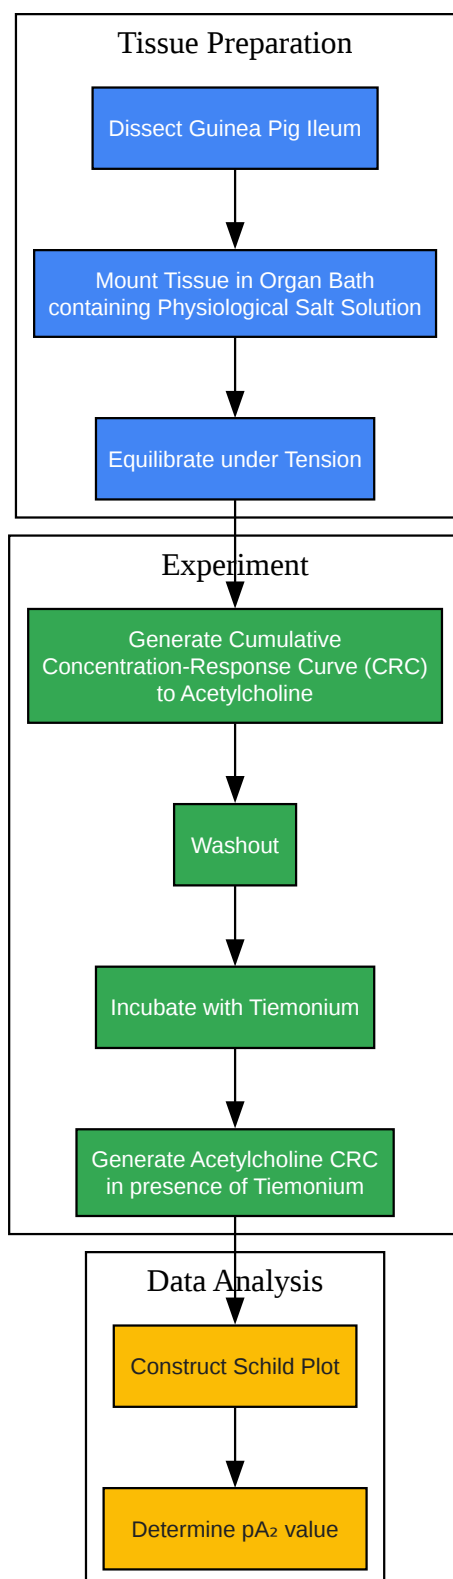 Tissue Preparation
Dissect Guinea Pig Ileum
Mount Tissue in Organ Bath
containing Physiological Salt Solution
Equilibrate under Tension
Experiment
Generate Cumulative
Concentration-Response Curve (CRC)
to Acetylcholine
Washout
Incubate with Tiemonium
Generate Acetylcholine CRC
in presence of Tiemonium
Data Analysis
Construct Schild Plot
Determine pA₂ value